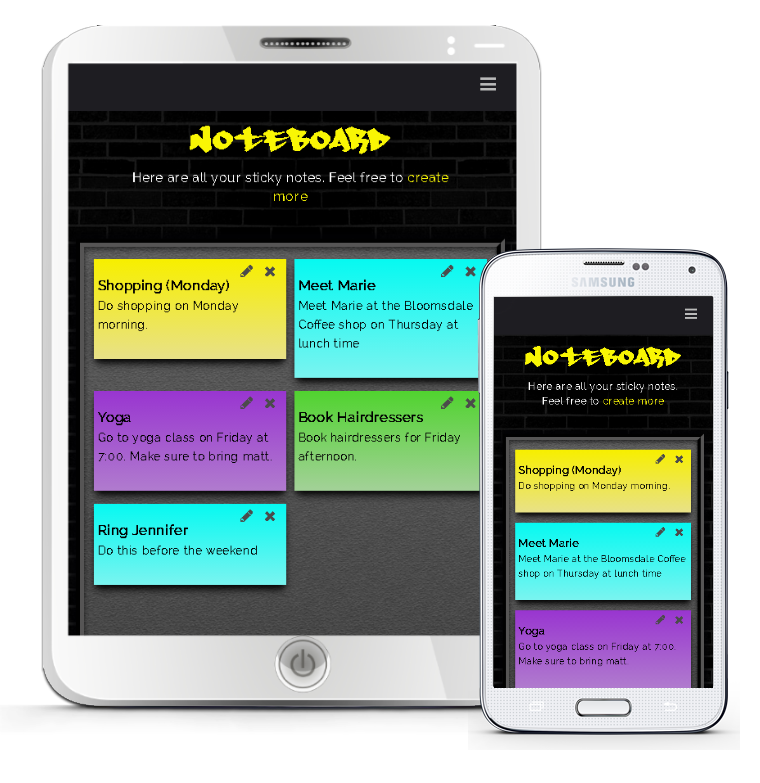 NOTEBOARD
Here are all your sticky notes. Feel free to create
more
Shopping (Monday)
Do shopping on Monday
morning.
Meet Marie
Meet Marie at the Bloomsdale
Coffee shop on Thursday at
lunch time
Yoga
Go to yoga class on Friday at
7:00. Make sure to bring matt.
Book Hairdressers
Book hairdressers for Friday
afternoon.
Ring Jennifer
Do this before the weekend
SAMSUNG
NOTEBOARD
Here are all your sticky notes.
Feel free to create more
Shopping (Monday)
Do shopping on Monday morning.
Meet Marie
Meet Marie at the Bloomsdale Coffee
shop on Thursday at lunch time
Yoga
Go to yoga class on Friday at 7:00.
Make sure to bring matt.